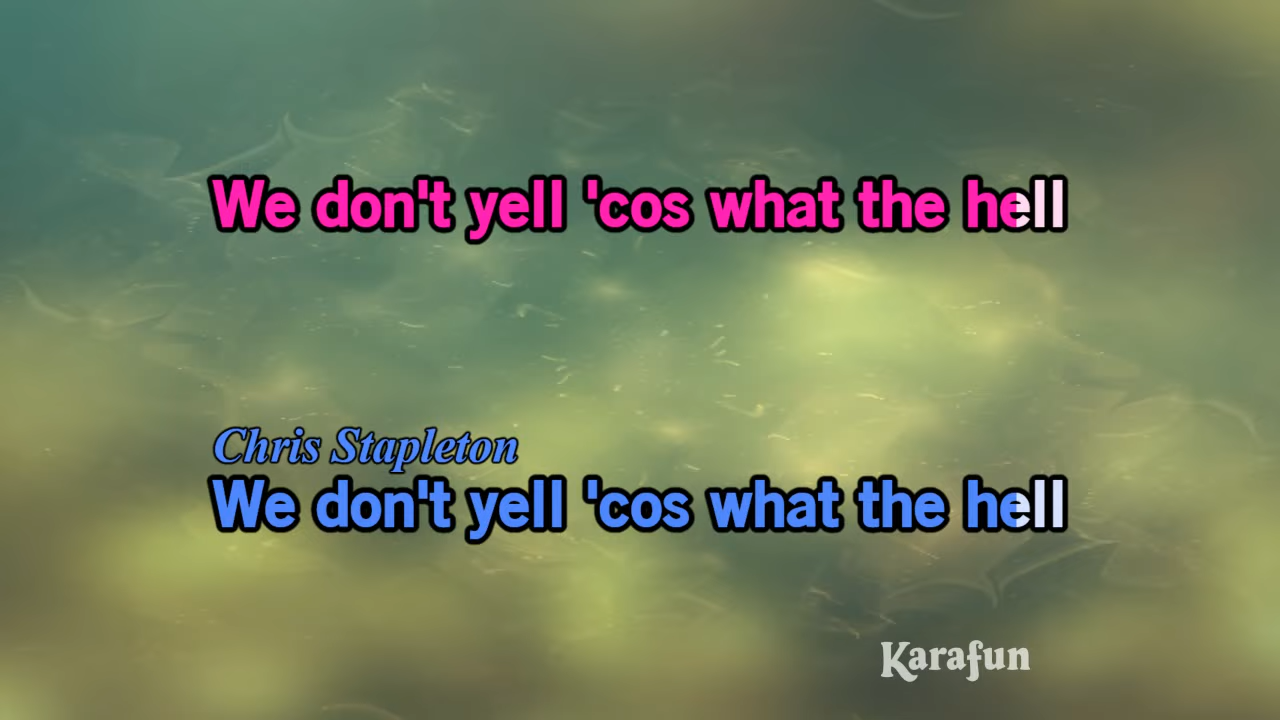 We don't yell 'cos what the hell
Chris Stapleton
We don't yell 'cos what the hell
Karafun